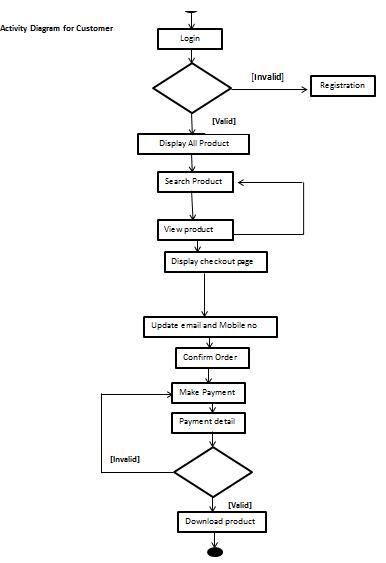 Activity Diagram for Customer
Login
[Invalid]
Registration
[Valid]
Display All Product
Search Product
View product
Display checkout page
Update email and Mobile no
Confirm Order
Make Payment
Payment detail
[Invalid]
[Valid]
Download product